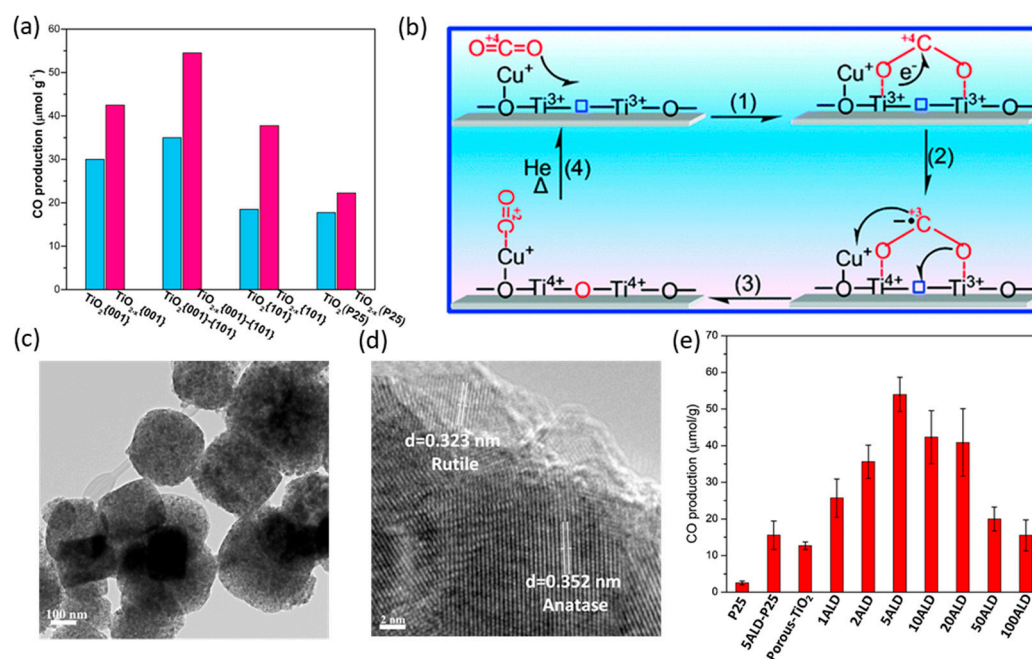 (a)
CO production (μmol g⁻¹)
60
50
40
30
20
10
0
TiO₂{001}
TiO₂₋ₓ{001}
TiO₂{001}-{101}
TiO₂₋ₓ{001}-{101}
TiO₂{101}
TiO₂₋ₓ{101}
TiO₂(P25)
TiO₂₋ₓ(P25)
(b)
+4
O=C=O
Cu⁺
O Ti³⁺ Ti³⁺ O
(1)
+4
C
Cu⁺ O e⁻ O
O Ti³⁺ Ti³⁺ O
(2)
+3
C
Cu⁺ O O
O Ti⁴⁺ Ti³⁺ O
(3)
O
C +2
Cu⁺
O Ti⁴⁺ O Ti⁴⁺ O
He
Δ
(4)
(c)
100 nm
(d)
d=0.323 nm
Rutile
d=0.352 nm
Anatase
2 nm
(e)
CO production (μmol/g)
70
60
50
40
30
20
10
0
P25
5ALD-P25
Porous-TiO₂
1ALD
2ALD
5ALD
10ALD
20ALD
50ALD
100ALD